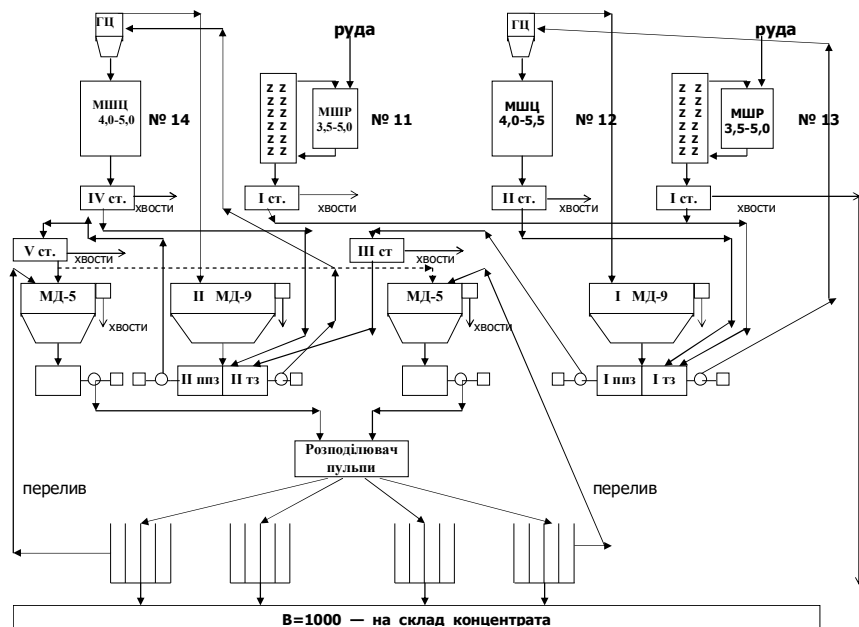 ГЦ
руда
ГЦ
руда
МШЦ
4,0-5,0
№ 14
z z
z z
z z
z z
z z
z z
МШР
3,5-5,0
№ 11
МШЦ
4,0-5,5
№ 12
z z
z z
z z
z z
z z
z z
МШР
3,5-5,0
№ 13
IV ст.
хвости
I ст.
хвости
II ст.
хвости
I ст.
хвости
V ст.
хвости
III ст
хвости
МД-5
хвости
II МД-9
МД-5
хвости
I МД-9
хвости
II ппз
II тз
I ппз
I тз
Розподілювач
пульпи
перелив
перелив
В=1000 — на склад концентрата